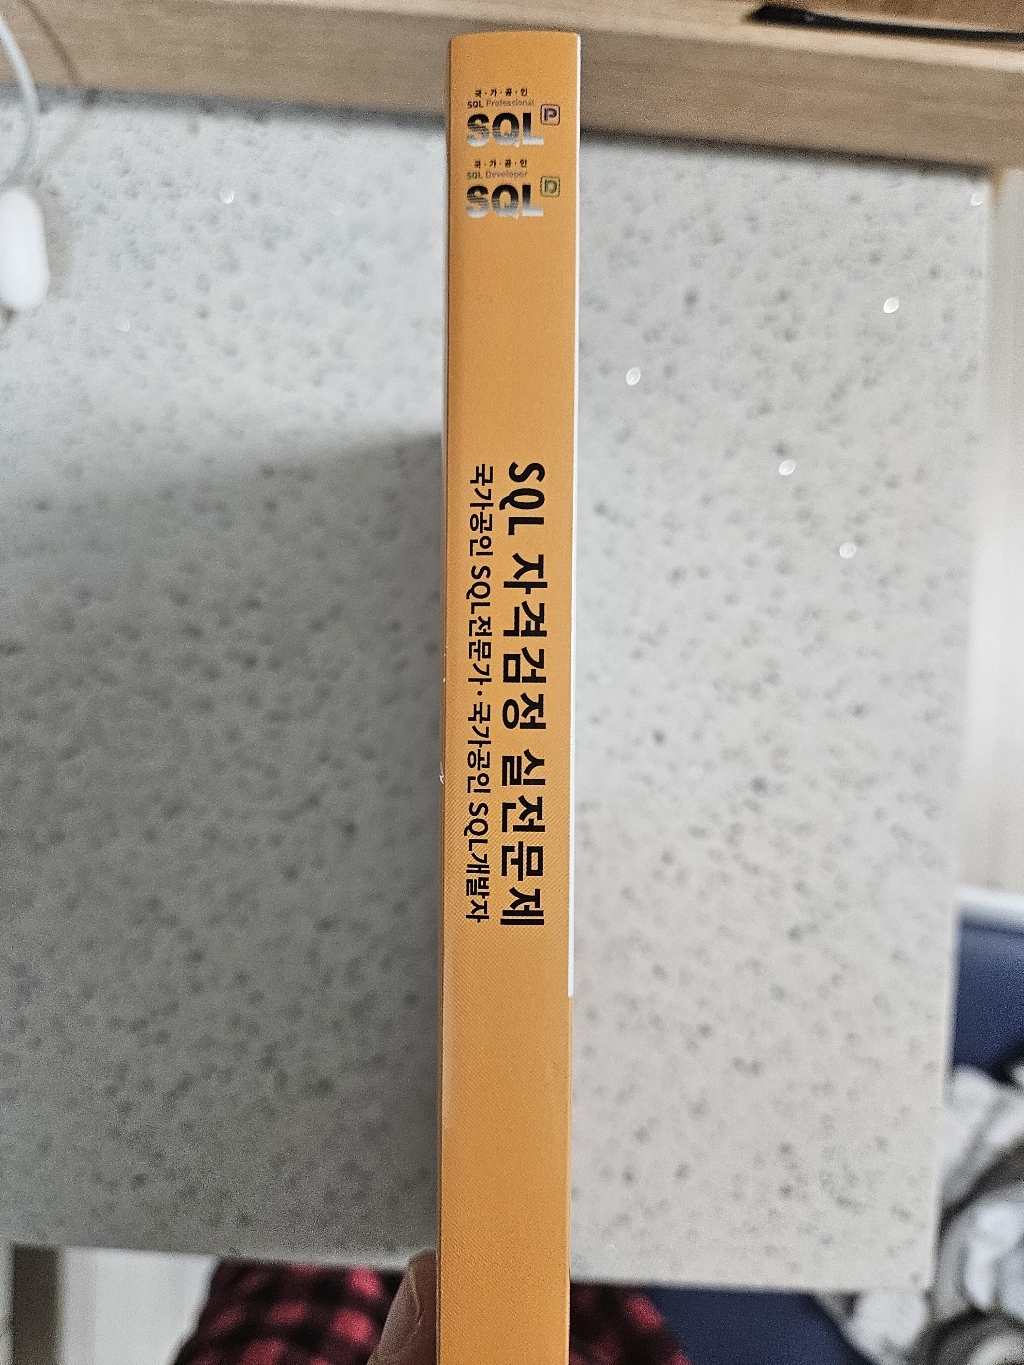 국·가·공·인
SQL Professional
SQL P
국·가·공·인
SQL Developer
SQL D
SQL 자격검정 실전문제
국가공인 SQL전문가·국가공인 SQL개발자